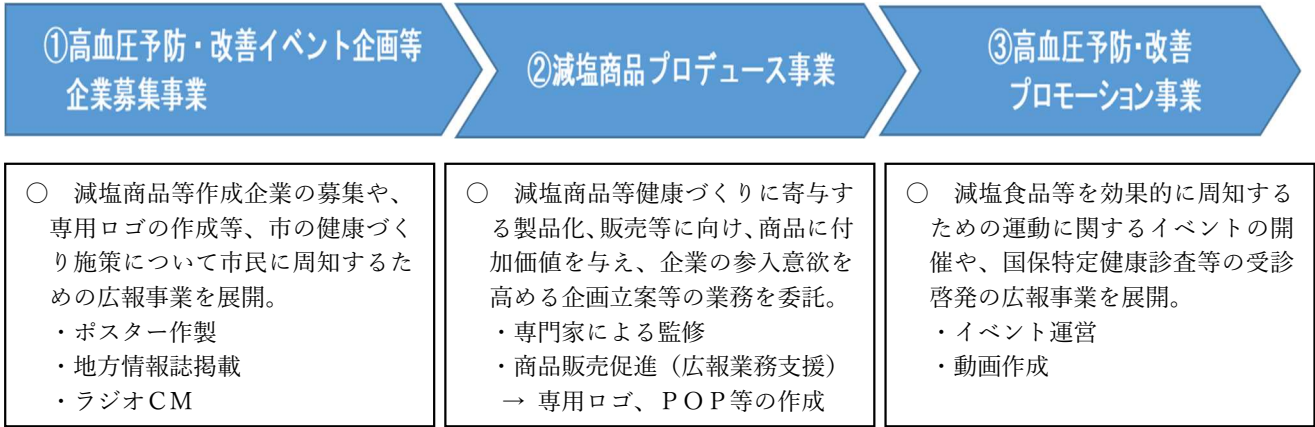 ①高血圧予防・改善イベント企画等
企業募集事業
②減塩商品プロデュース事業
③高血圧予防・改善
プロモーション事業
○　減塩商品等作成企業の募集や、
専用ロゴの作成等、市の健康づく
り施策について市民に周知するた
めの広報事業を展開。
・ポスター作製
・地方情報誌掲載
・ラジオＣＭ
○　減塩商品等健康づくりに寄与す
る製品化、販売等に向け、商品に付
加価値を与え、企業の参入意欲を
高める企画立案等の業務を委託。
・専門家による監修
・商品販売促進（広報業務支援）
→ 専用ロゴ、ＰＯＰ等の作成
○　減塩食品等を効果的に周知する
ための運動に関するイベントの開
催や、国保特定健康診査等の受診
啓発の広報事業を展開。
・イベント運営
・動画作成